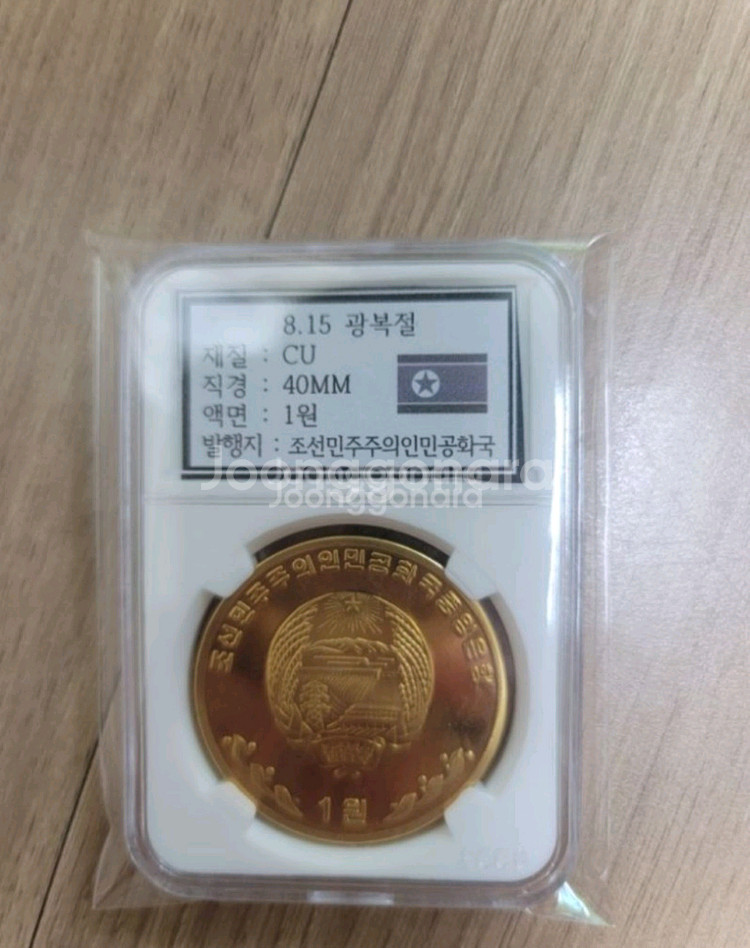 8.15 광복절
재질 : CU
직경 : 40MM
액면 : 1원
발행지 : 조선민주주의인민공화국
Joonggonara
Joonggonara
조선민주주의인민공화국중앙은행
1원